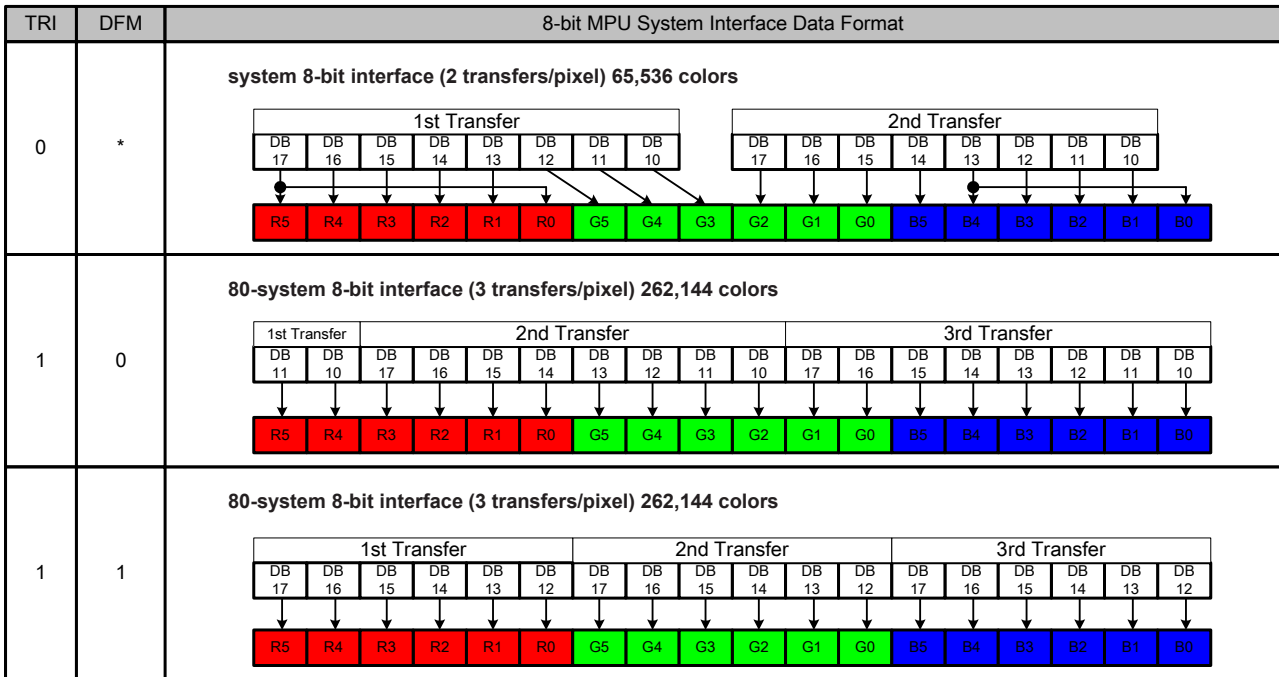 TRI DFM 8-bit MPU System Interface Data Format
system 8-bit interface (2 transfers/pixel) 65,536 colors
1st Transfer 2nd Transfer
0 *
DB DB DB DB DB DB DB DB DB DB DB DB DB DB DB DB
17 16 15 14 13 12 11 10 17 16 15 14 13 12 11 10
R5 R4 R3 R2 R1 R0 G5 G4 G3 G2 G1 G0 B5 B4 B3 B2 B1 B0
80-system 8-bit interface (3 transfers/pixel) 262,144 colors
1st Transfer 2nd Transfer 3rd Transfer
1 0
DB DB DB DB DB DB DB DB DB DB DB DB DB DB DB DB DB DB
11 10 17 16 15 14 13 12 11 10 17 16 15 14 13 12 11 10
R5 R4 R3 R2 R1 R0 G5 G4 G3 G2 G1 G0 B5 B4 B3 B2 B1 B0
80-system 8-bit interface (3 transfers/pixel) 262,144 colors
1st Transfer 2nd Transfer 3rd Transfer
1 1
DB DB DB DB DB DB DB DB DB DB DB DB DB DB DB DB DB DB
17 16 15 14 13 12 17 16 15 14 13 12 17 16 15 14 13 12
R5 R4 R3 R2 R1 R0 G5 G4 G3 G2 G1 G0 B5 B4 B3 B2 B1 B0